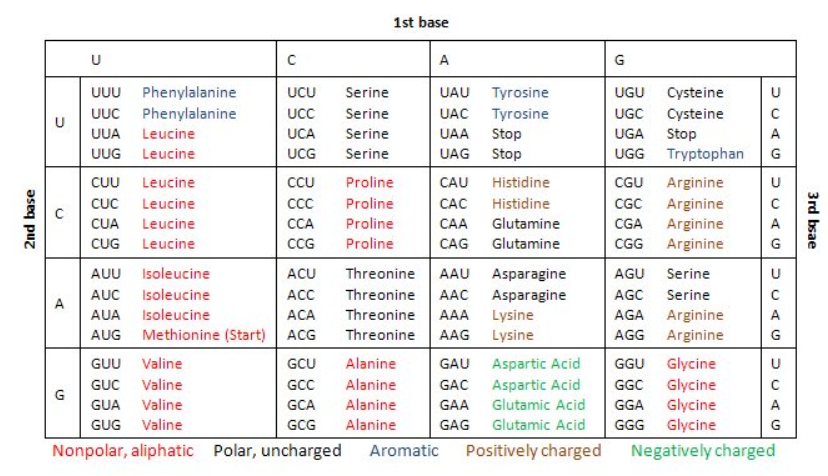 1st base
U C A G
UUU Phenylalanine UCU Serine UAU Tyrosine UGU Cysteine U
UUC Phenylalanine UCC Serine UAC Tyrosine UGC Cysteine C
U
UUA Leucine UCA Serine UAA Stop UGA Stop A
UUG Leucine UCG Serine UAG Stop UGG Tryptophan G
CUU Leucine CCU Proline CAU Histidine CGU Arginine U
CUC Leucine CCC Proline CAC Histidine CGC Arginine C
C
CUA Leucine CCA Proline CAA Glutamine CGA Arginine A
CUG Leucine CCG Proline CAG Glutamine CGG Arginine G
2nd base
3rd bsae
AUU Isoleucine ACU Threonine AAU Asparagine AGU Serine U
AUC Isoleucine ACC Threonine AAC Asparagine AGC Serine C
A
AUA Isoleucine ACA Threonine AAA Lysine AGA Arginine A
AUG Methionine (Start) ACG Threonine AAG Lysine AGG Arginine G
GUU Valine GCU Alanine GAU Aspartic Acid GGU Glycine U
GUC Valine GCC Alanine GAC Aspartic Acid GGC Glycine C
G
GUA Valine GCA Alanine GAA Glutamic Acid GGA Glycine A
GUG Valine GCG Alanine GAG Glutamic Acid GGG Glycine G
Nonpolar, aliphatic Polar, uncharged Aromatic Positively charged Negatively charged